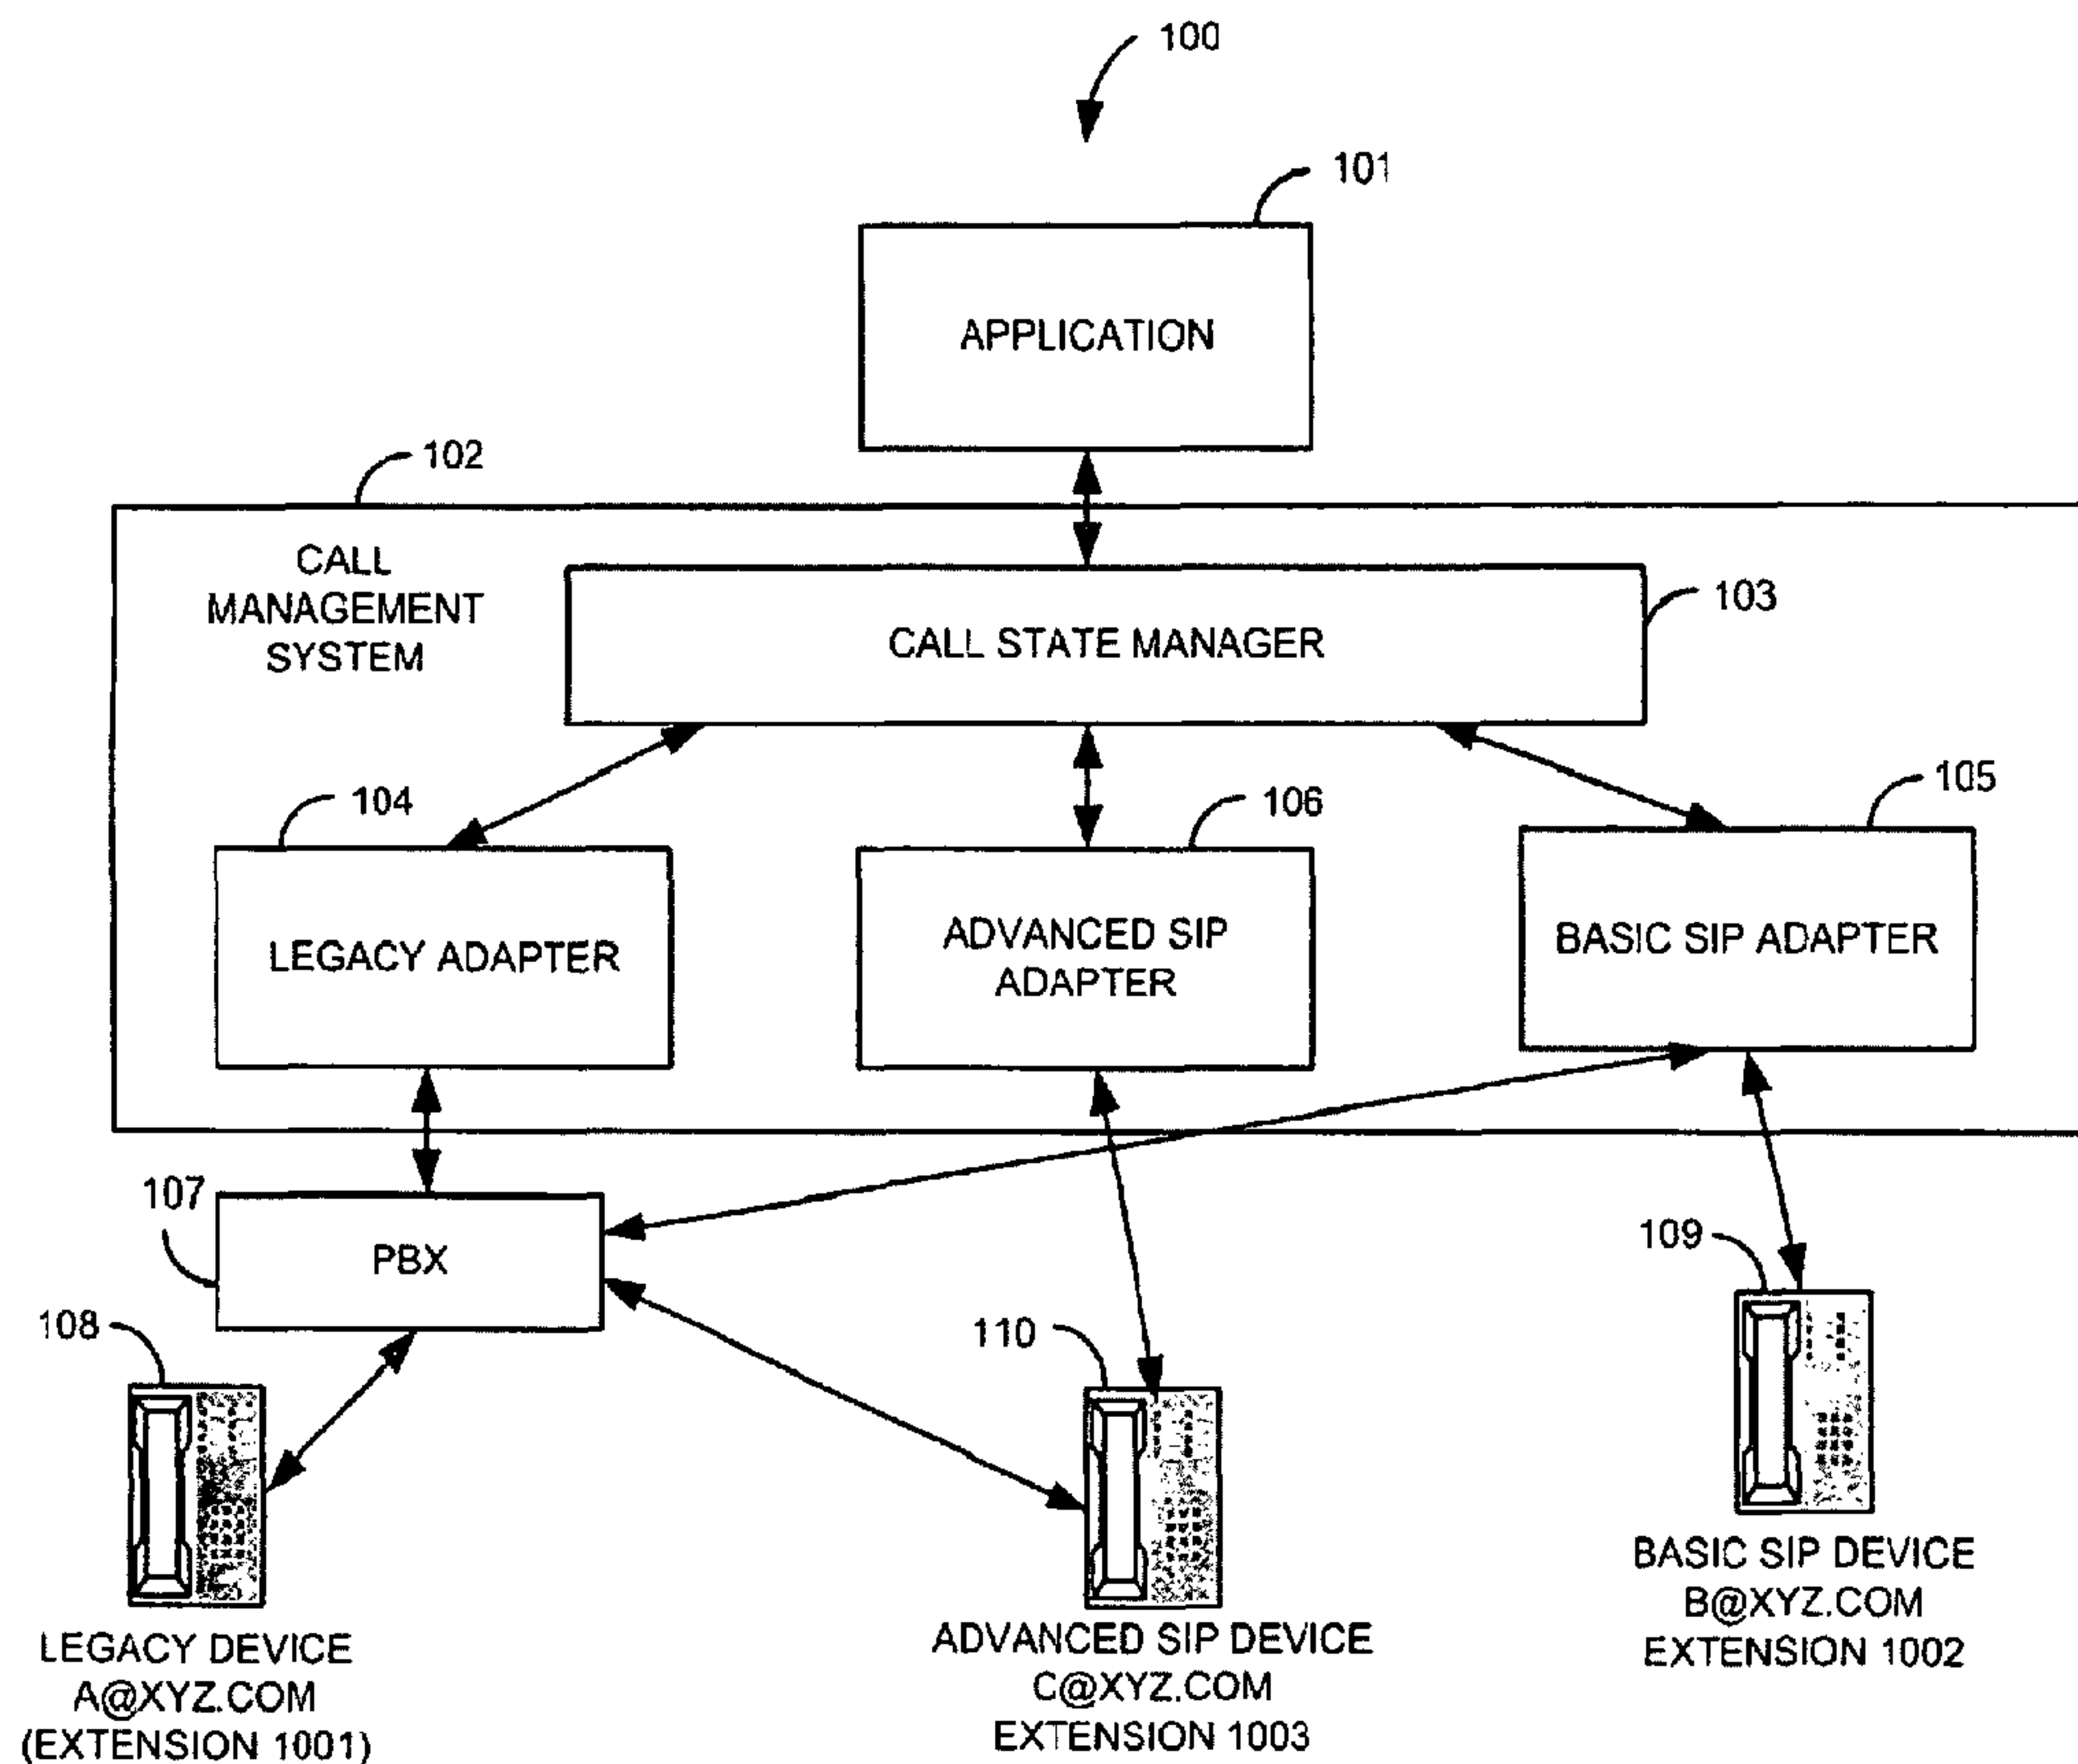 100
101
APPLICATION
102
CALL
MANAGEMENT
SYSTEM
CALL STATE MANAGER
103
104
106
105
LEGACY ADAPTER
ADVANCED SIP
ADAPTER
BASIC SIP ADAPTER
107
PBX
108
110
109
LEGACY DEVICE
A@XYZ.COM
(EXTENSION 1001)
ADVANCED SIP DEVICE
C@XYZ.COM
EXTENSION 1003
BASIC SIP DEVICE
B@XYZ.COM
EXTENSION 1002